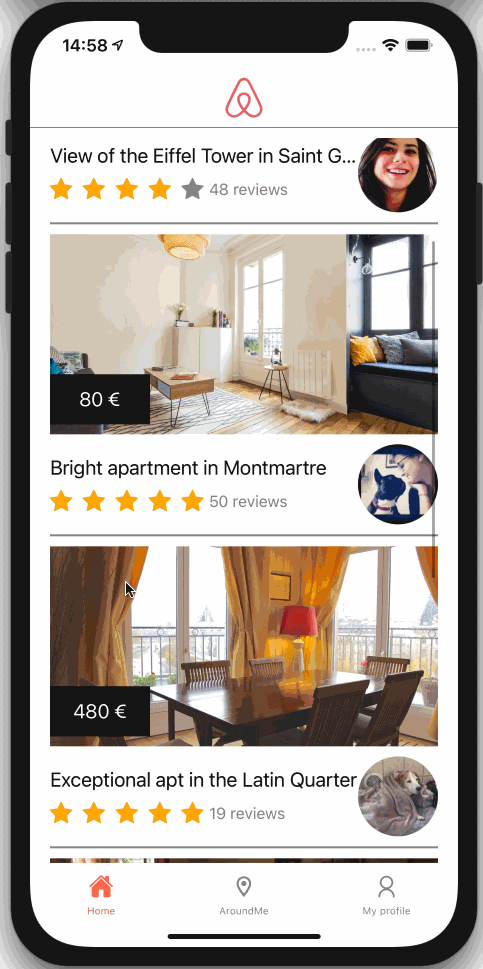 14:58
View of the Eiffel Tower in Saint G...
48 reviews
80 €
Bright apartment in Montmartre
50 reviews
480 €
Exceptional apt in the Latin Quarter
19 reviews
Home
AroundMe
My profile